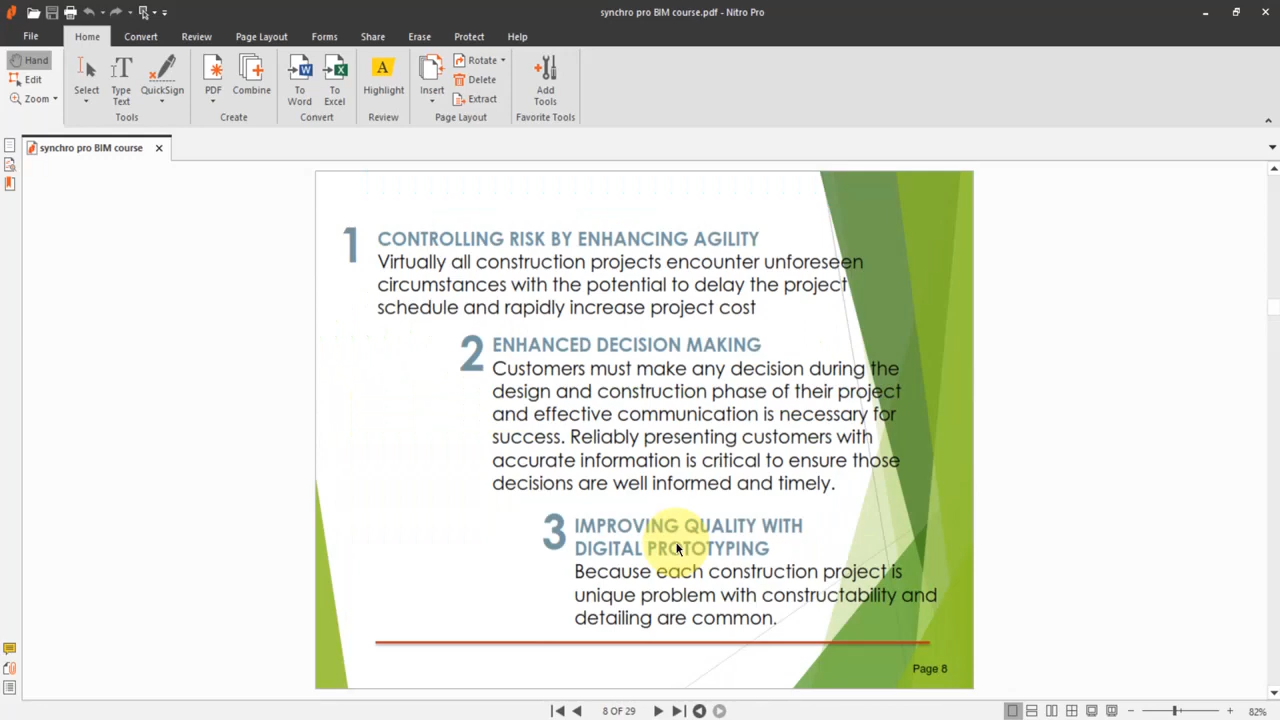 synchro pro BIM course.pdf - Nitro Pro
File Home Convert Review Page Layout Forms Share Erase Protect Help
Hand
Edit
Zoom
Select
Type Text
QuickSign
Tools
PDF
Combine
Create
To Word
To Excel
Convert
Highlight
Review
Insert
Rotate
Delete
Extract
Page Layout
Add Tools
Favorite Tools
synchro pro BIM course
1 CONTROLLING RISK BY ENHANCING AGILITY
Virtually all construction projects encounter unforeseen
circumstances with the potential to delay the project
schedule and rapidly increase project cost
2 ENHANCED DECISION MAKING
Customers must make any decision during the
design and construction phase of their project
and effective communication is necessary for
success. Reliably presenting customers with
accurate information is critical to ensure those
decisions are well informed and timely.
3 IMPROVING QUALITY WITH
DIGITAL PROTOTYPING
Because each construction project is
unique problem with constructability and
detailing are common.
Page 8
8 OF 29
82%